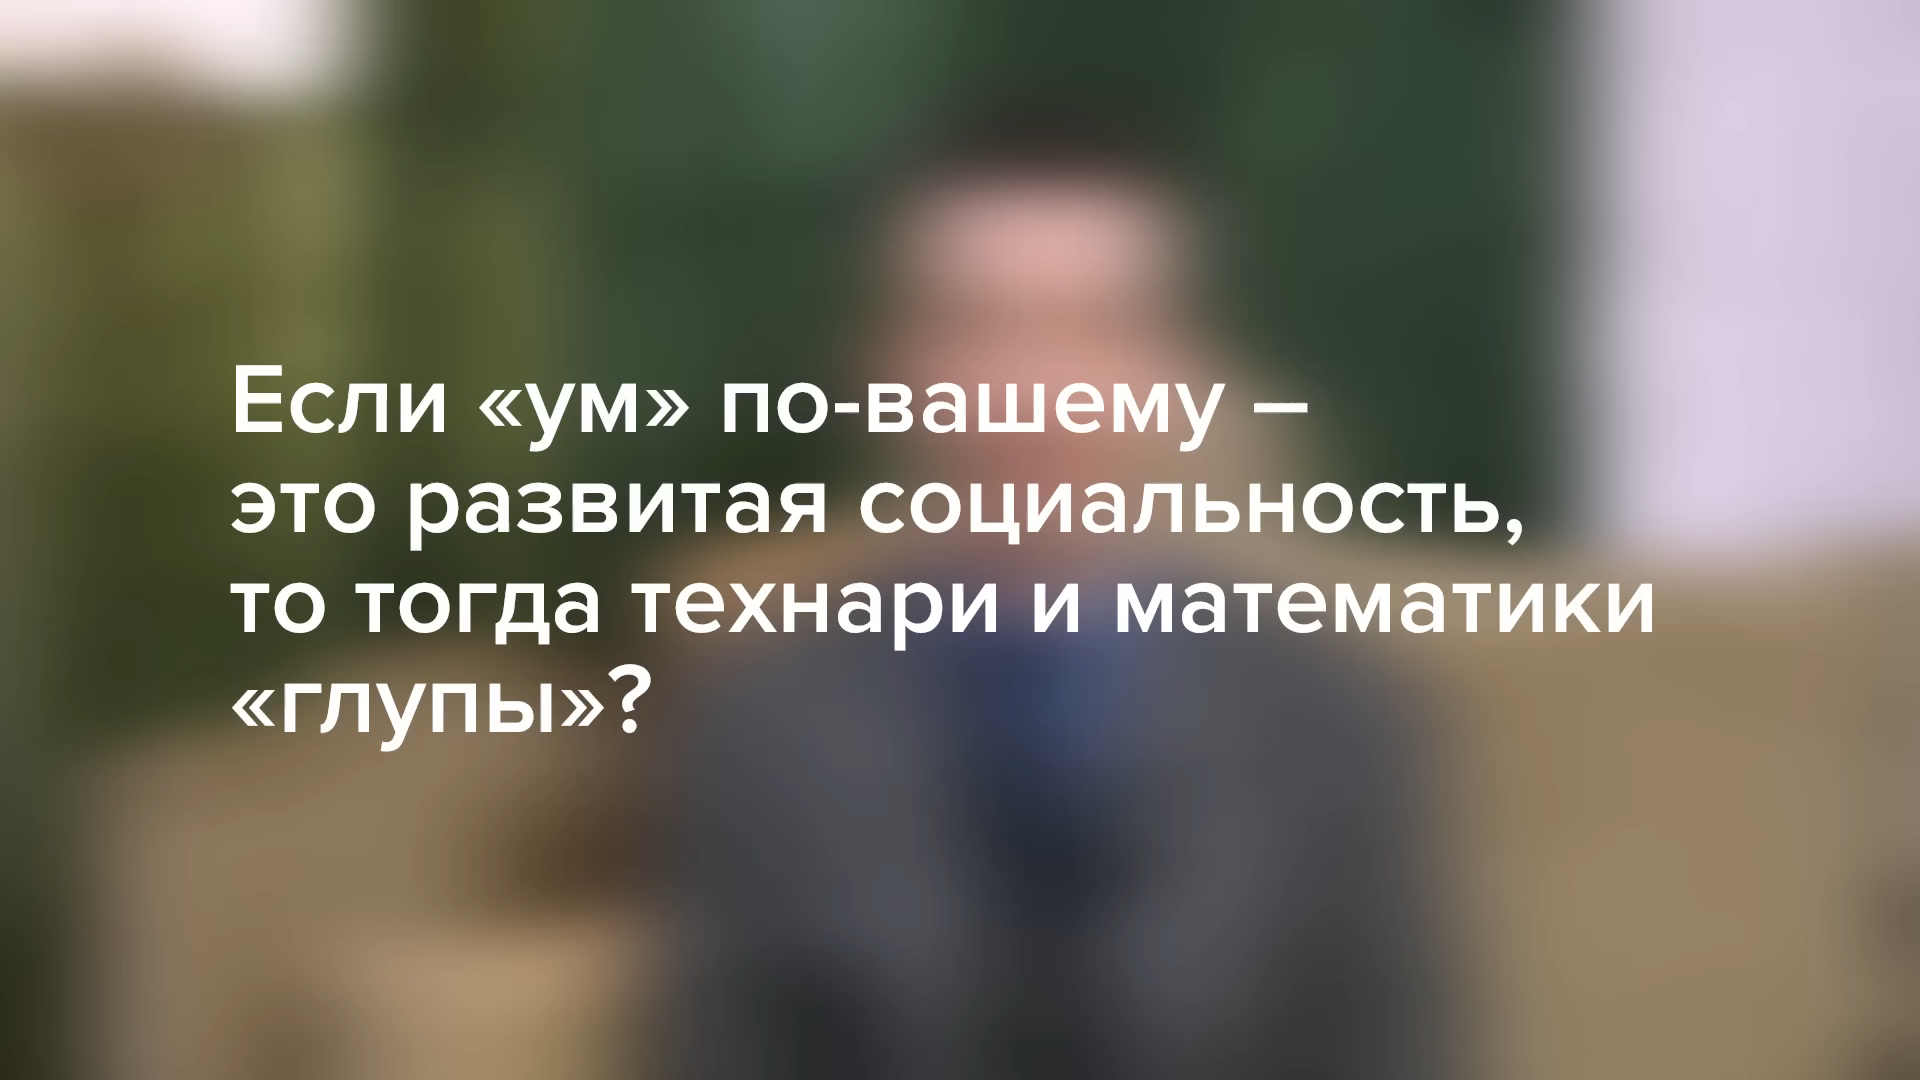 Если «ум» по-вашему –
это развитая социальность,
то тогда технари и математики
«глупы»?